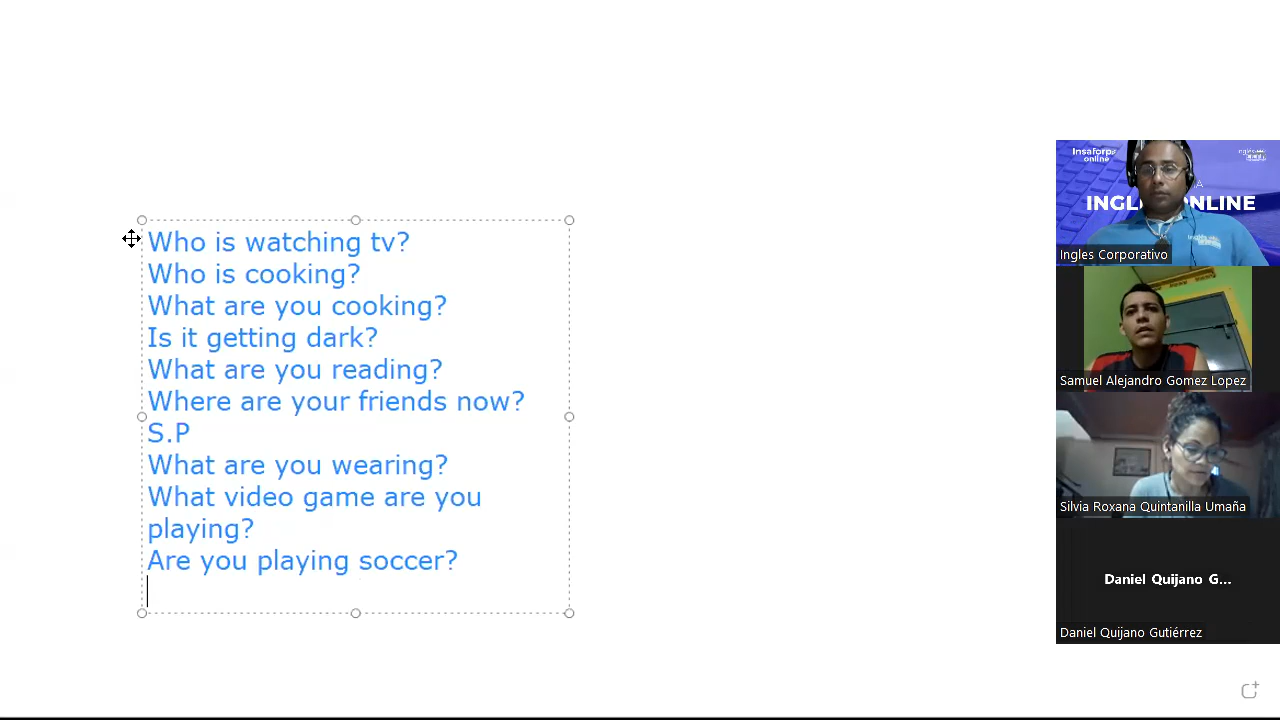 Who is watching tv?
Who is cooking?
What are you cooking?
Is it getting dark?
What are you reading?
Where are your friends now?
S.P
What are you wearing?
What video game are you
playing?
Are you playing soccer?
Insaforp
online
Ingles Corporativo
Samuel Alejandro Gomez Lopez
Silvia Roxana Quintanilla Umaña
Daniel Quijano G...
Daniel Quijano Gutiérrez